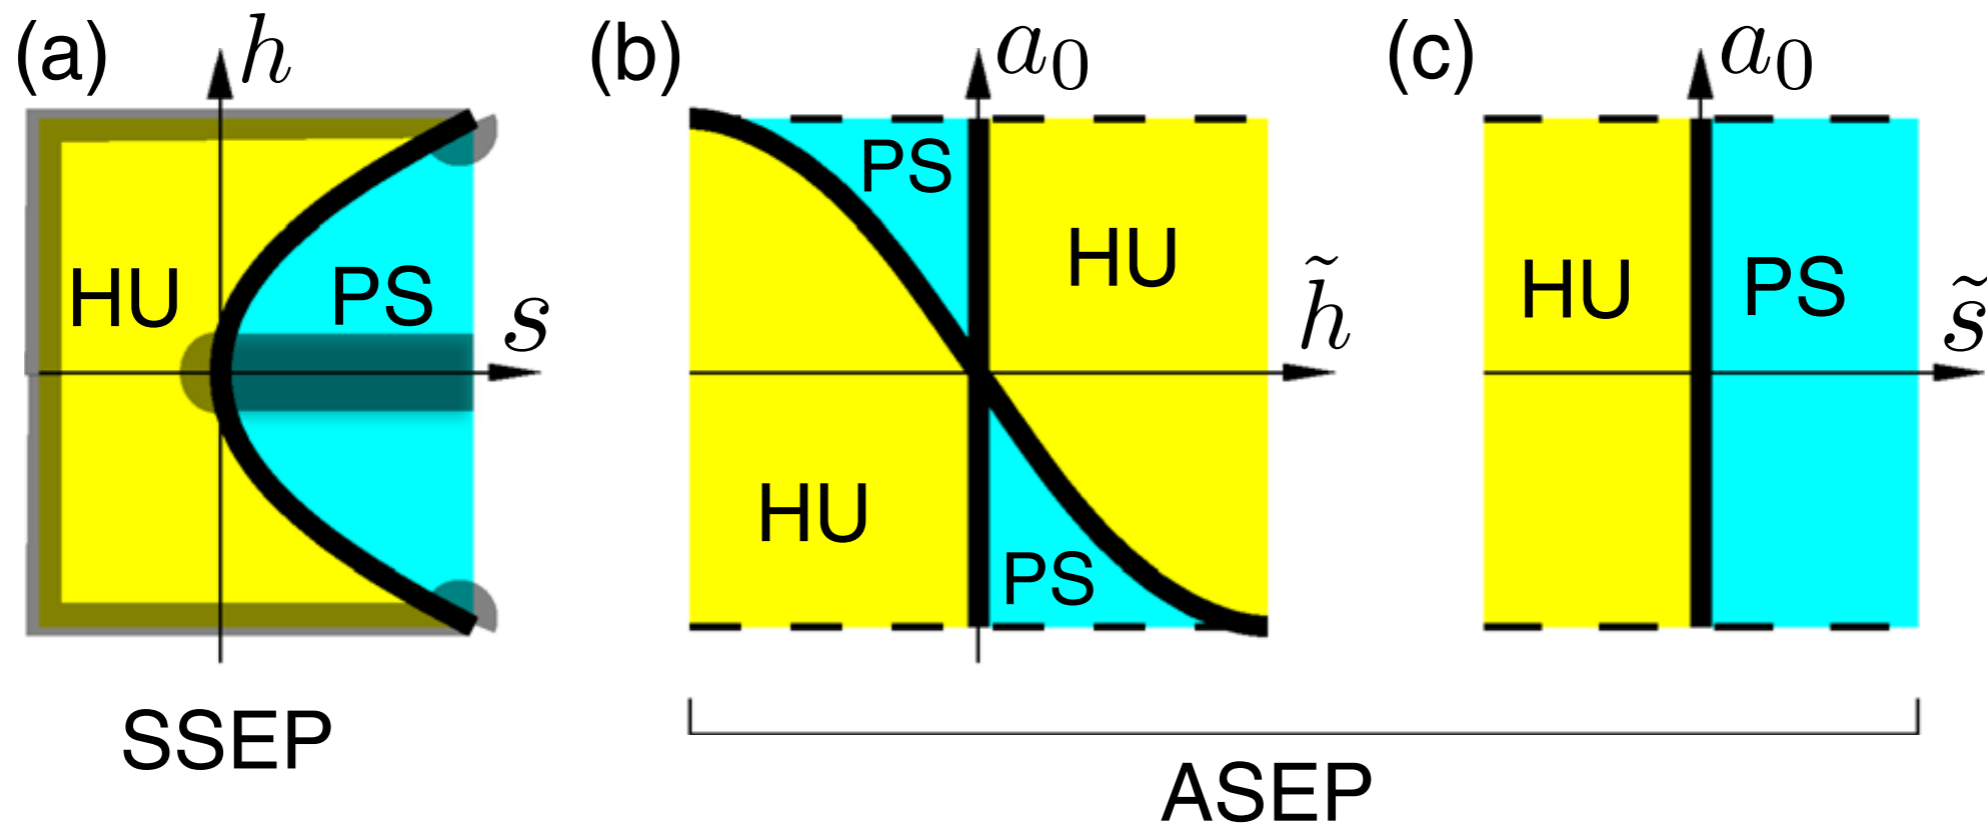 (a) h (b) a₀ (c) a₀
PS
HU
HU PS s h̃ HU PS s̃
HU
PS
SSEP
ASEP